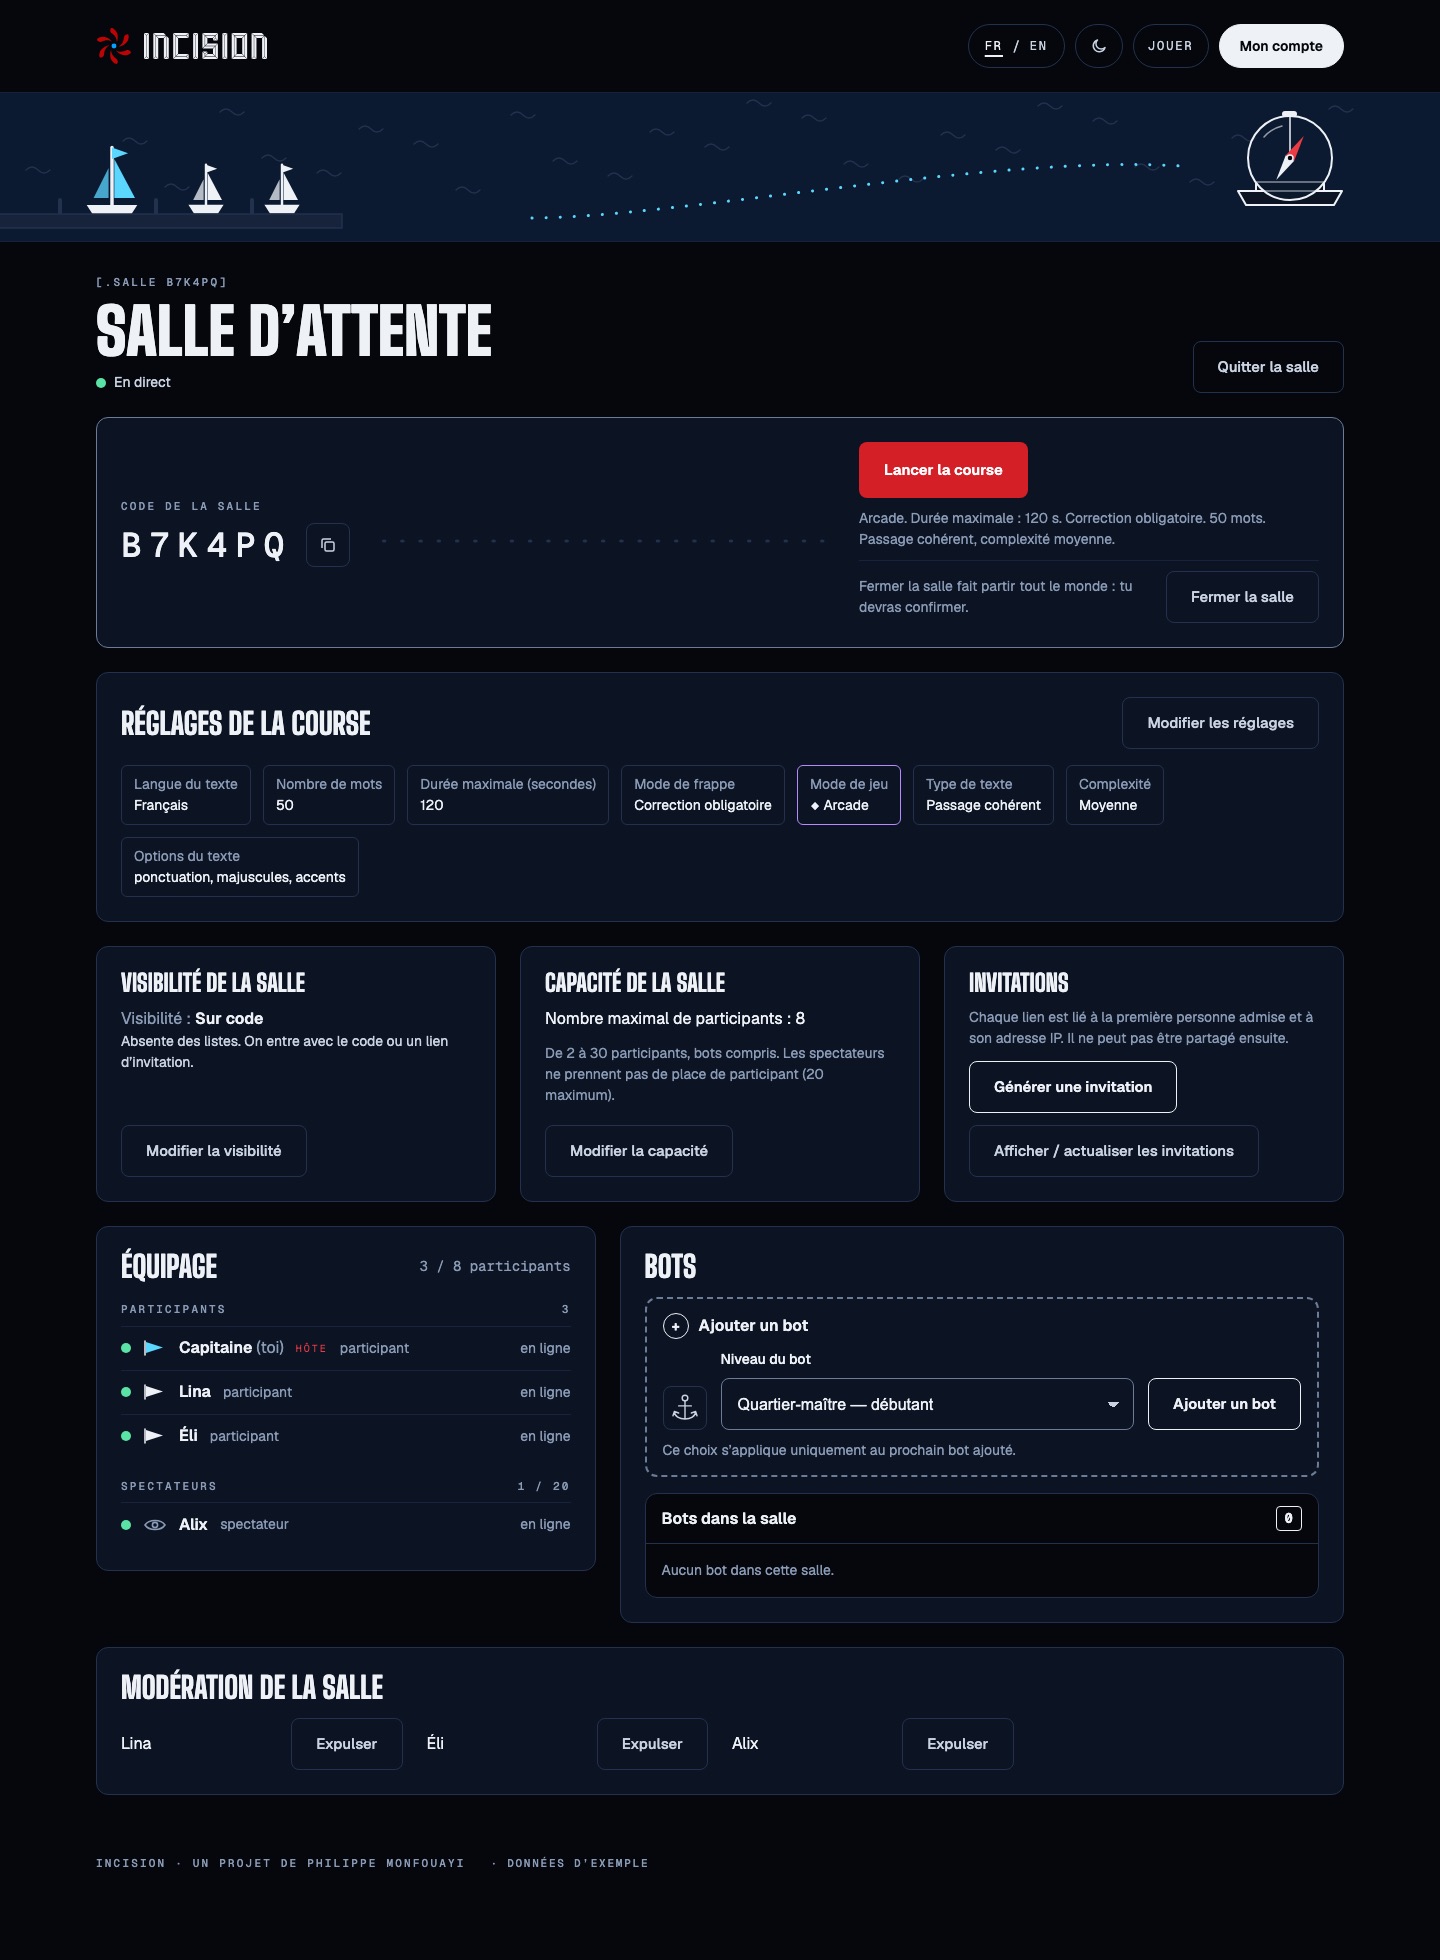 INCISION
FR / EN
JOUER
Mon compte
[.SALLE B7K4PQ]
SALLE D’ATTENTE
En direct
Quitter la salle
CODE DE LA SALLE
B7K4PQ
Lancer la course
Arcade. Durée maximale : 120 s. Correction obligatoire. 50 mots.
Passage cohérent, complexité moyenne.
Fermer la salle fait partir tout le monde : tu
devras confirmer.
Fermer la salle
RÉGLAGES DE LA COURSE
Modifier les réglages
Langue du texte
Français
Nombre de mots
50
Durée maximale (secondes)
120
Mode de frappe
Correction obligatoire
Mode de jeu
◆ Arcade
Type de texte
Passage cohérent
Complexité
Moyenne
Options du texte
ponctuation, majuscules, accents
VISIBILITÉ DE LA SALLE
Visibilité : Sur code
Absente des listes. On entre avec le code ou un lien
d’invitation.
Modifier la visibilité
CAPACITÉ DE LA SALLE
Nombre maximal de participants : 8
De 2 à 30 participants, bots compris. Les spectateurs
ne prennent pas de place de participant (20
maximum).
Modifier la capacité
INVITATIONS
Chaque lien est lié à la première personne admise et à
son adresse IP. Il ne peut pas être partagé ensuite.
Générer une invitation
Afficher / actualiser les invitations
ÉQUIPAGE
3 / 8 participants
PARTICIPANTS 3
Capitaine (toi) HÔTE participant en ligne
Lina participant en ligne
Éli participant en ligne
SPECTATEURS 1 / 20
Alix spectateur en ligne
BOTS
+ Ajouter un bot
Niveau du bot
Quartier-maître — débutant
Ajouter un bot
Ce choix s’applique uniquement au prochain bot ajouté.
Bots dans la salle 0
Aucun bot dans cette salle.
MODÉRATION DE LA SALLE
Lina Expulser Éli Expulser Alix Expulser
INCISION · UN PROJET DE PHILIPPE MONFOUAYI · DONNÉES D’EXEMPLE